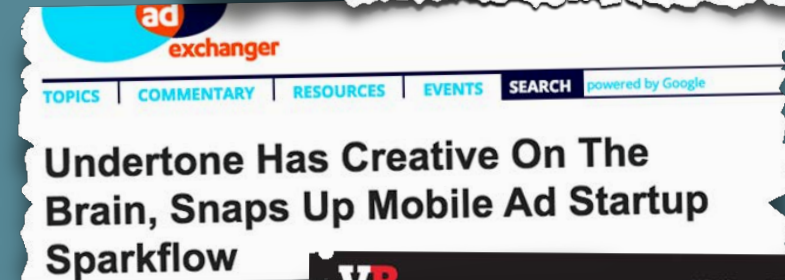 ad
exchanger
TOPICS COMMENTARY RESOURCES EVENTS SEARCH powered by Google
Undertone Has Creative On The
Brain, Snaps Up Mobile Ad Startup
Sparkflow
VB